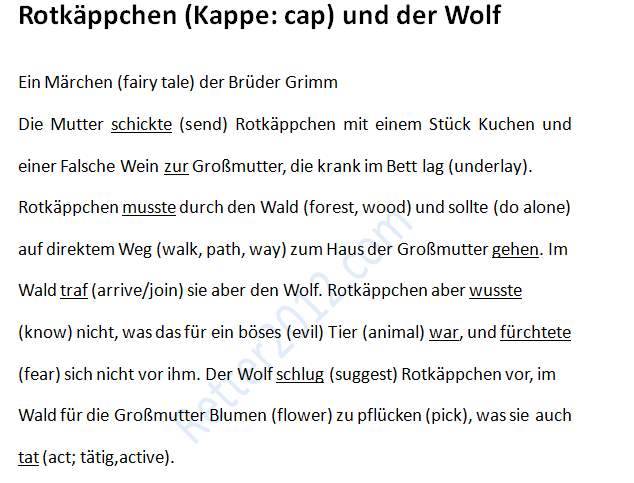 Rotkäppchen (Kappe: cap) und der Wolf
Ein Märchen (fairy tale) der Brüder Grimm
Die Mutter schickte (send) Rotkäppchen mit einem Stück Kuchen und
einer Falsche Wein zur Großmutter, die krank im Bett lag (underlay).
Rotkäppchen musste durch den Wald (forest, wood) und sollte (do alone)
auf direktem Weg (walk, path, way) zum Haus der Großmutter gehen. Im
Wald traf (arrive/join) sie aber den Wolf. Rotkäppchen aber wusste
(know) nicht, was das für ein böses (evil) Tier (animal) war, und fürchtete
(fear) sich nicht vor ihm. Der Wolf schlug (suggest) Rotkäppchen vor, im
Wald für die Großmutter Blumen (flower) zu pflücken (pick), was sie auch
tat (act; tätig,active).
Retter2012.com